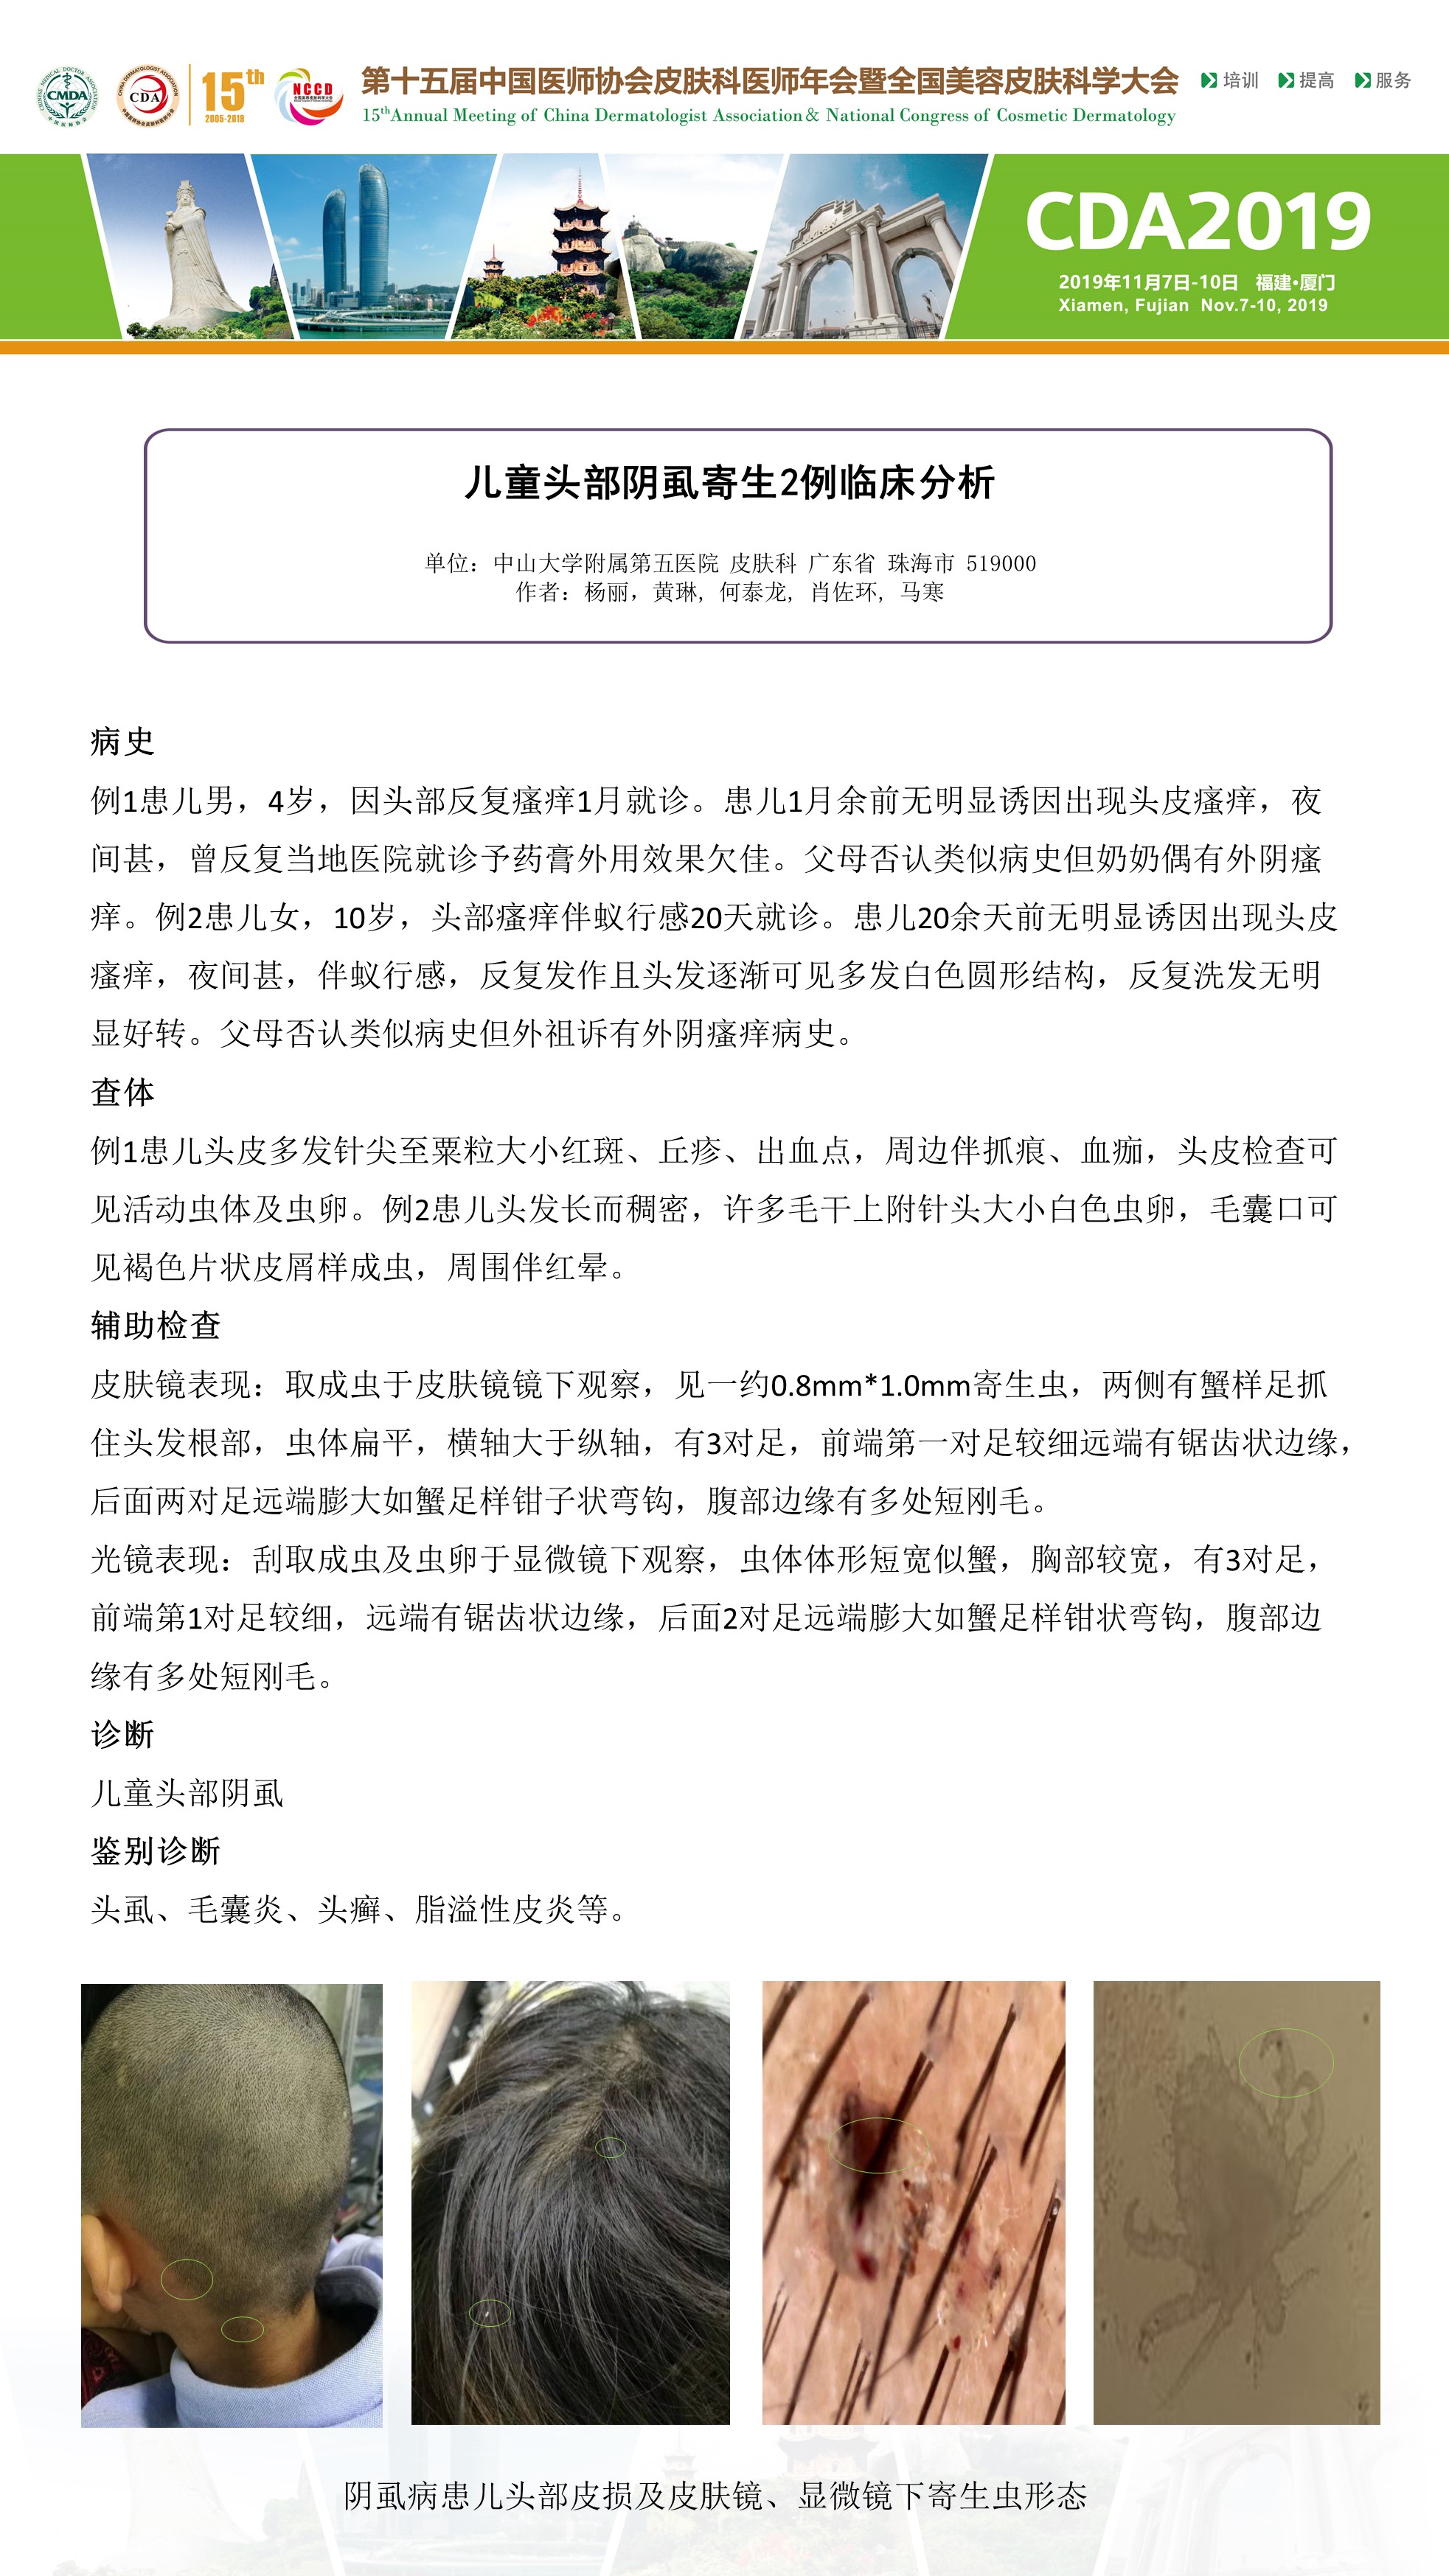 CHINESE MEDICAL DOCTOR ASSOCIATION
CMDA
中国医师协会
CHINA DERMATOLOGIST ASSOCIATION
CDA
15th
2005-2019
NCCD
第十五届中国医师协会皮肤科医师年会暨全国美容皮肤科学大会
15thAnnual Meeting of China Dermatologist Association& National Congress of Cosmetic Dermatology
培训 提高 服务
CDA2019
2019年11月7日-10日 福建•厦门
Xiamen, Fujian Nov.7-10, 2019
儿童头部阴虱寄生2例临床分析
单位：中山大学附属第五医院 皮肤科 广东省 珠海市 519000
作者：杨丽，黄琳, 何泰龙, 肖佐环, 马寒
病史
例1患儿男，4岁，因头部反复瘙痒1月就诊。患儿1月余前无明显诱因出现头皮瘙痒，夜
间甚，曾反复当地医院就诊予药膏外用效果欠佳。父母否认类似病史但奶奶偶有外阴瘙
痒。例2患儿女，10岁，头部瘙痒伴蚁行感20天就诊。患儿20余天前无明显诱因出现头皮
瘙痒，夜间甚，伴蚁行感，反复发作且头发逐渐可见多发白色圆形结构，反复洗发无明
显好转。父母否认类似病史但外祖诉有外阴瘙痒病史。
查体
例1患儿头皮多发针尖至粟粒大小红斑、丘疹、出血点，周边伴抓痕、血痂，头皮检查可
见活动虫体及虫卵。例2患儿头发长而稠密，许多毛干上附针头大小白色虫卵，毛囊口可
见褐色片状皮屑样成虫，周围伴红晕。
辅助检查
皮肤镜表现：取成虫于皮肤镜镜下观察，见一约0.8mm*1.0mm寄生虫，两侧有蟹样足抓
住头发根部，虫体扁平，横轴大于纵轴，有3对足，前端第一对足较细远端有锯齿状边缘，
后面两对足远端膨大如蟹足样钳子状弯钩，腹部边缘有多处短刚毛。
光镜表现：刮取成虫及虫卵于显微镜下观察，虫体体形短宽似蟹，胸部较宽，有3对足，
前端第1对足较细，远端有锯齿状边缘，后面2对足远端膨大如蟹足样钳状弯钩，腹部边
缘有多处短刚毛。
诊断
儿童头部阴虱
鉴别诊断
头虱、毛囊炎、头癣、脂溢性皮炎等。
阴虱病患儿头部皮损及皮肤镜、显微镜下寄生虫形态